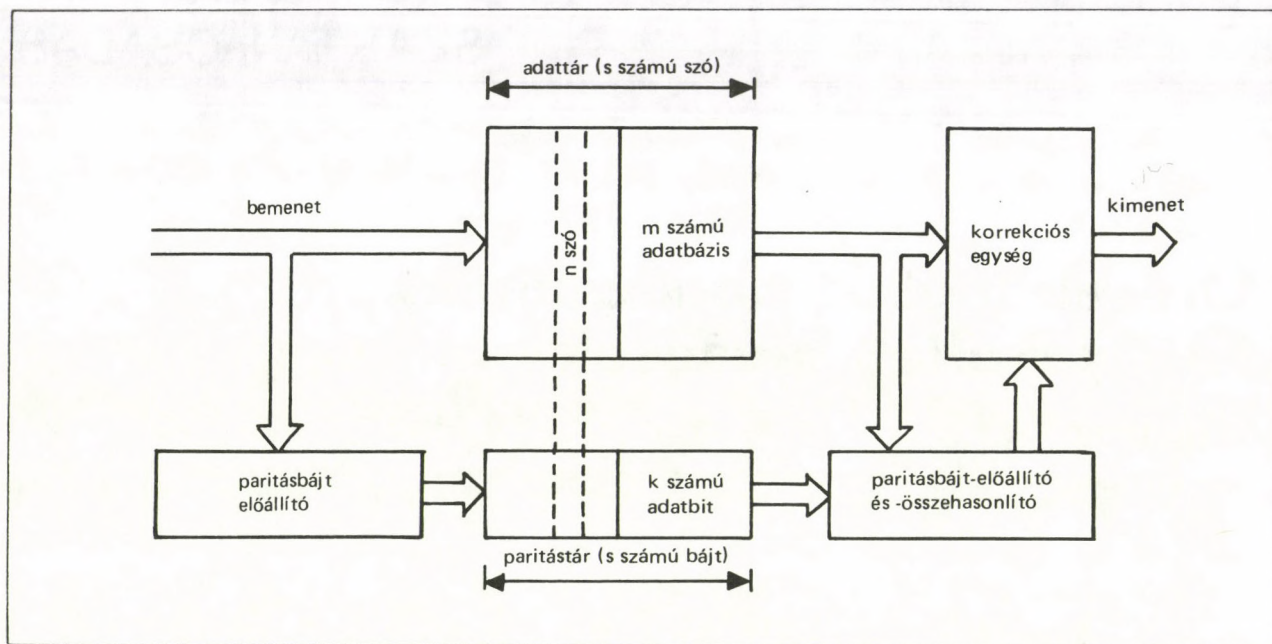 adattár (s számú szó)
bemenet
n szó
m számú
adatbázis
korrekciós
egység
kimenet
paritásbájt
előállító
k számú
adatbit
paritásbájt-előállító
és -összehasonlító
paritástár (s számú bájt)